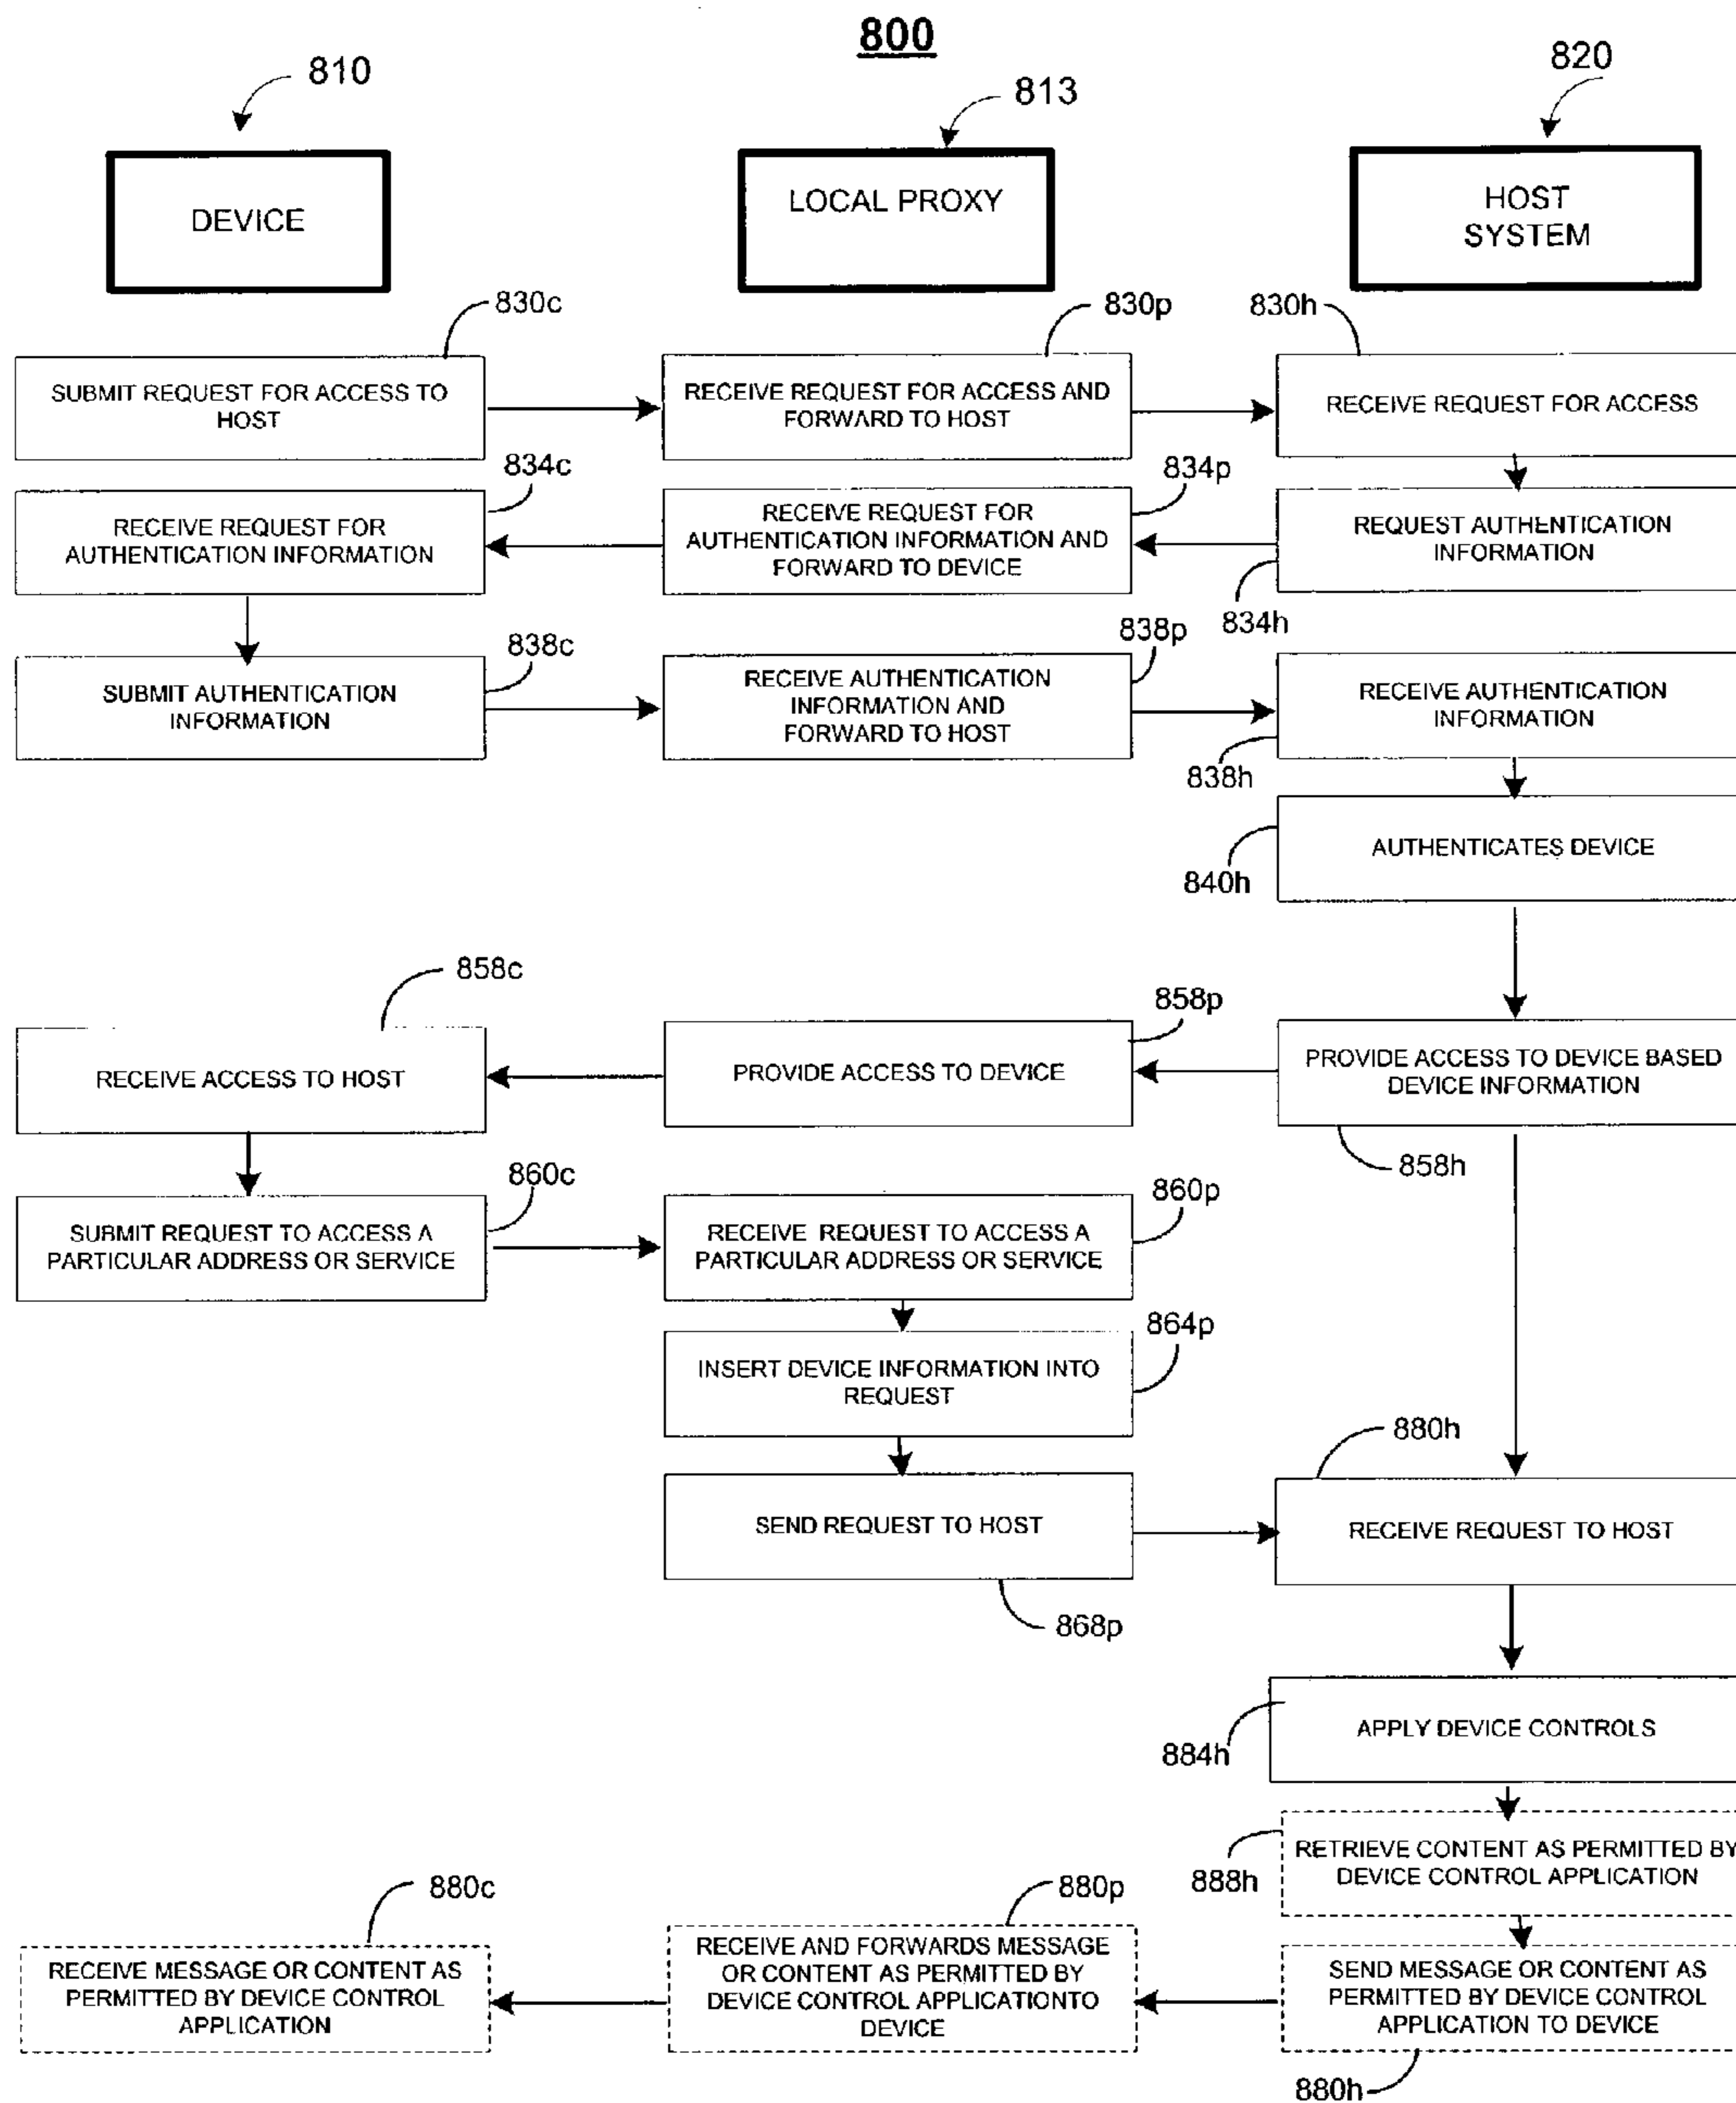 800
810
813
820
DEVICE
LOCAL PROXY
HOST
SYSTEM
830c
830p
830h
SUBMIT REQUEST FOR ACCESS TO
HOST
RECEIVE REQUEST FOR ACCESS AND
FORWARD TO HOST
RECEIVE REQUEST FOR ACCESS
834c
834p
RECEIVE REQUEST FOR
AUTHENTICATION INFORMATION
RECEIVE REQUEST FOR
AUTHENTICATION INFORMATION AND
FORWARD TO DEVICE
REQUEST AUTHENTICATION
INFORMATION
834h
838c
838p
SUBMIT AUTHENTICATION
INFORMATION
RECEIVE AUTHENTICATION
INFORMATION AND
FORWARD TO HOST
RECEIVE AUTHENTICATION
INFORMATION
838h
AUTHENTICATES DEVICE
840h
858c
858p
RECEIVE ACCESS TO HOST
PROVIDE ACCESS TO DEVICE
PROVIDE ACCESS TO DEVICE BASED
DEVICE INFORMATION
858h
860c
860p
SUBMIT REQUEST TO ACCESS A
PARTICULAR ADDRESS OR SERVICE
RECEIVE REQUEST TO ACCESS A
PARTICULAR ADDRESS OR SERVICE
864p
INSERT DEVICE INFORMATION INTO
REQUEST
880h
SEND REQUEST TO HOST
RECEIVE REQUEST TO HOST
868p
APPLY DEVICE CONTROLS
884h
RETRIEVE CONTENT AS PERMITTED BY
DEVICE CONTROL APPLICATION
888h
880c
880p
RECEIVE MESSAGE OR CONTENT AS
PERMITTED BY DEVICE CONTROL
APPLICATION
RECEIVE AND FORWARDS MESSAGE
OR CONTENT AS PERMITTED BY
DEVICE CONTROL APPLICATIONTO
DEVICE
SEND MESSAGE OR CONTENT AS
PERMITTED BY DEVICE CONTROL
APPLICATION TO DEVICE
880h